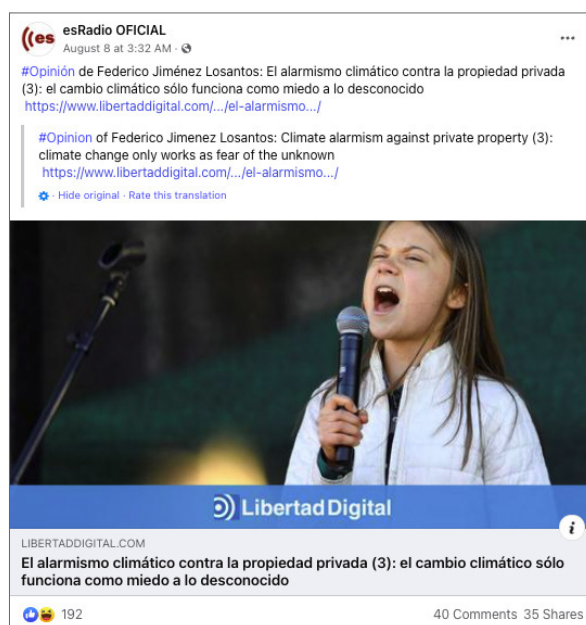 ((es
esRadio OFICIAL
August 8 at 3:32 AM ·
#Opinión de Federico Jiménez Losantos: El alarmismo climático contra la propiedad privada
(3): el cambio climático sólo funciona como miedo a lo desconocido
https://www.libertaddigital.com/.../el-alarmismo.../
#Opinion of Federico Jimenez Losantos: Climate alarmism against private property (3):
climate change only works as fear of the unknown
https://www.libertaddigital.com/.../el-alarmismo.../
· Hide original · Rate this translation
Libertad Digital
i
LIBERTADDIGITAL.COM
El alarmismo climático contra la propiedad privada (3): el cambio climático sólo
funciona como miedo a lo desconocido
192 40 Comments 35 Shares